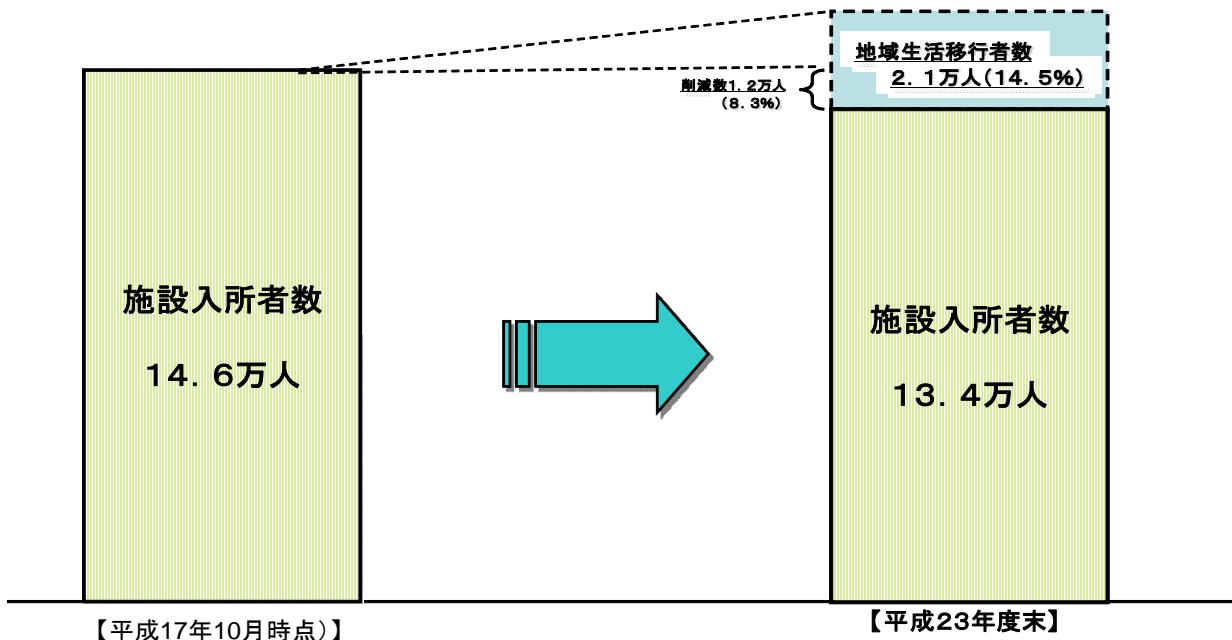 地域生活移行者数
2．1万人（14．5％）
削減数1．2万人
（8．3％）
施設入所者数
14．6万人
施設入所者数
13．4万人
【平成17年10月時点）】
【平成23年度末】